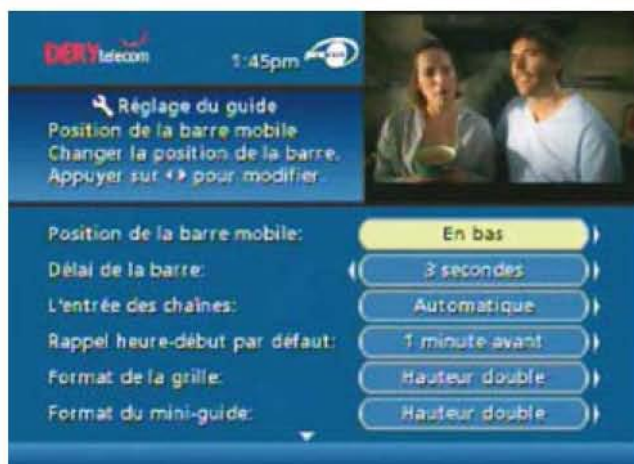 DERYtelecom
1:45pm
Réglage du guide
Position de la barre mobile
Changer la position de la barre.
Appuyer sur ◂▸ pour modifier.
Position de la barre mobile: En bas
Délai de la barre: 3 secondes
L'entrée des chaînes: Automatique
Rappel heure-début par défaut: 1 minute avant
Format de la grille: Hauteur double
Format du mini-guide: Hauteur double